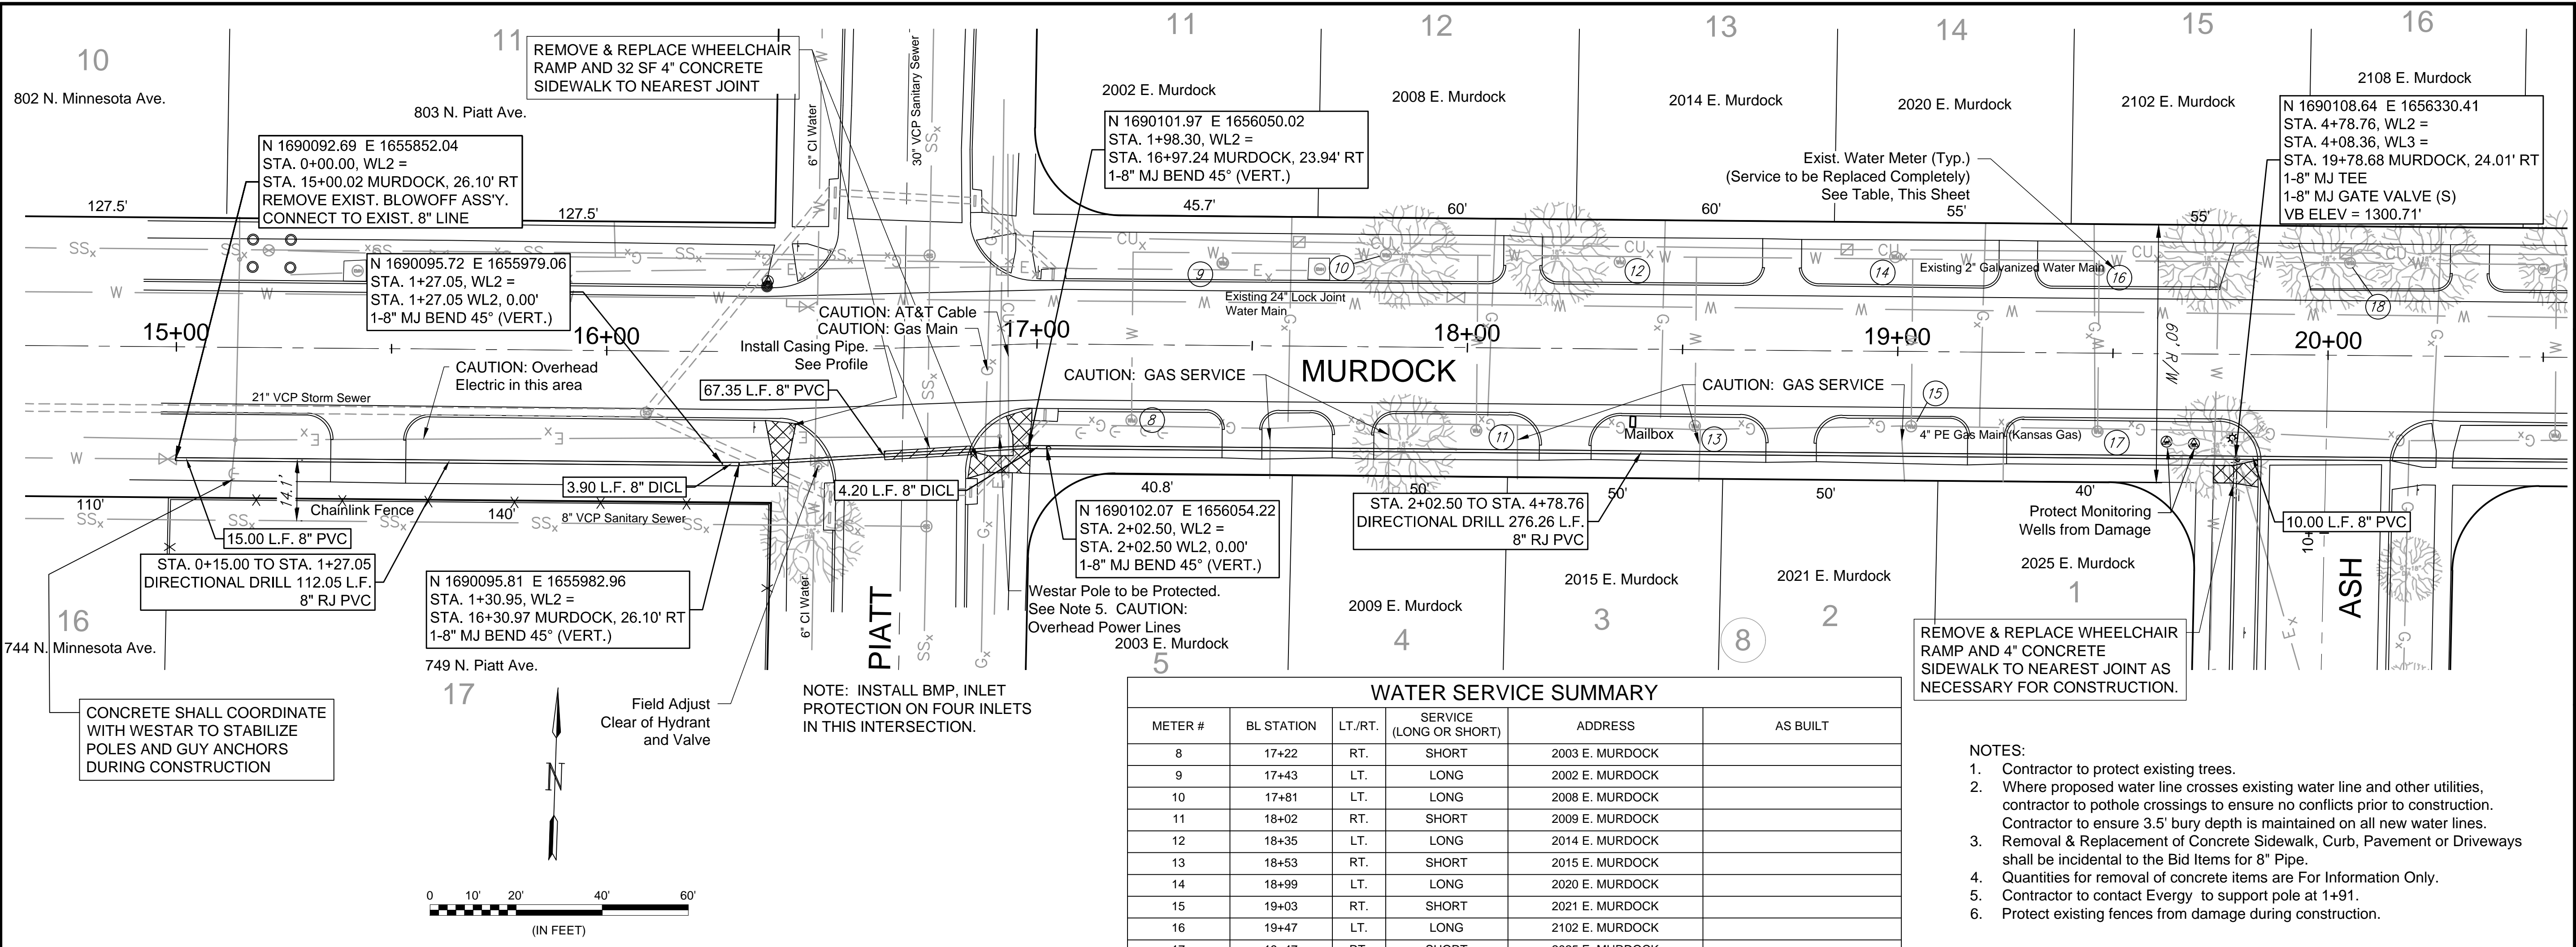 10
11
11
12
13
14
15
16
802 N. Minnesota Ave.
803 N. Piatt Ave.
2002 E. Murdock
2008 E. Murdock
2014 E. Murdock
2020 E. Murdock
2102 E. Murdock
2108 E. Murdock
REMOVE & REPLACE WHEELCHAIR
RAMP AND 32 SF 4" CONCRETE
SIDEWALK TO NEAREST JOINT
6" CI Water
30" VCP Sanitary Sewer
N 1690092.69 E 1655852.04
STA. 0+00.00, WL2 =
STA. 15+00.02 MURDOCK, 26.10' RT
REMOVE EXIST. BLOWOFF ASS'Y.
CONNECT TO EXIST. 8" LINE
N 1690101.97 E 1656050.02
STA. 1+98.30, WL2 =
STA. 16+97.24 MURDOCK, 23.94' RT
1-8" MJ BEND 45° (VERT.)
Exist. Water Meter (Typ.)
(Service to be Replaced Completely)
See Table, This Sheet
N 1690108.64 E 1656330.41
STA. 4+78.76, WL2 =
STA. 4+08.36, WL3 =
STA. 19+78.68 MURDOCK, 24.01' RT
1-8" MJ TEE
1-8" MJ GATE VALVE (S)
VB ELEV = 1300.71'
127.5'
127.5'
45.7'
60'
60'
55'
55'
N 1690095.72 E 1655979.06
STA. 1+27.05, WL2 =
STA. 1+27.05 WL2, 0.00'
1-8" MJ BEND 45° (VERT.)
9
10
12
14
16
18
Existing 2" Galvanized Water Main
Existing 24" Lock Joint
Water Main
CAUTION: AT&T Cable
CAUTION: Gas Main
Install Casing Pipe.
See Profile
15+00
16+00
17+00
18+00
19+00
20+00
60' R/W
MURDOCK
CAUTION: Overhead
Electric in this area
67.35 L.F. 8" PVC
CAUTION: GAS SERVICE
CAUTION: GAS SERVICE
21" VCP Storm Sewer
8
11
13
15
17
Mailbox
4" PE Gas Main (Kansas Gas)
3.90 L.F. 8" DICL
4.20 L.F. 8" DICL
14.1'
110'
Chainlink Fence
140'
8" VCP Sanitary Sewer
40.8'
50'
50'
50'
40'
15.00 L.F. 8" PVC
STA. 0+15.00 TO STA. 1+27.05
DIRECTIONAL DRILL 112.05 L.F.
8" RJ PVC
N 1690102.07 E 1656054.22
STA. 2+02.50, WL2 =
STA. 2+02.50 WL2, 0.00'
1-8" MJ BEND 45° (VERT.)
STA. 2+02.50 TO STA. 4+78.76
DIRECTIONAL DRILL 276.26 L.F.
8" RJ PVC
Protect Monitoring
Wells from Damage
10.00 L.F. 8" PVC
N 1690095.81 E 1655982.96
STA. 1+30.95, WL2 =
STA. 16+30.97 MURDOCK, 26.10' RT
1-8" MJ BEND 45° (VERT.)
6" CI Water
PIATT
Westar Pole to be Protected.
See Note 5. CAUTION:
Overhead Power Lines
2003 E. Murdock
5
2009 E. Murdock
4
2015 E. Murdock
3
8
2021 E. Murdock
2
2025 E. Murdock
1
ASH
16
744 N. Minnesota Ave.
749 N. Piatt Ave.
17
REMOVE & REPLACE WHEELCHAIR
RAMP AND 4" CONCRETE
SIDEWALK TO NEAREST JOINT AS
NECESSARY FOR CONSTRUCTION.
CONCRETE SHALL COORDINATE
WITH WESTAR TO STABILIZE
POLES AND GUY ANCHORS
DURING CONSTRUCTION
Field Adjust
Clear of Hydrant
and Valve
NOTE: INSTALL BMP, INLET
PROTECTION ON FOUR INLETS
IN THIS INTERSECTION.
N
0 10' 20' 40' 60'
(IN FEET)
WATER SERVICE SUMMARY
METER # BL STATION LT./RT. SERVICE (LONG OR SHORT) ADDRESS AS BUILT
8 17+22 RT. SHORT 2003 E. MURDOCK
9 17+43 LT. LONG 2002 E. MURDOCK
10 17+81 LT. LONG 2008 E. MURDOCK
11 18+02 RT. SHORT 2009 E. MURDOCK
12 18+35 LT. LONG 2014 E. MURDOCK
13 18+53 RT. SHORT 2015 E. MURDOCK
14 18+99 LT. LONG 2020 E. MURDOCK
15 19+03 RT. SHORT 2021 E. MURDOCK
16 19+47 LT. LONG 2102 E. MURDOCK
NOTES:
1. Contractor to protect existing trees.
2. Where proposed water line crosses existing water line and other utilities,
contractor to pothole crossings to ensure no conflicts prior to construction.
Contractor to ensure 3.5' bury depth is maintained on all new water lines.
3. Removal & Replacement of Concrete Sidewalk, Curb, Pavement or Driveways
shall be incidental to the Bid Items for 8" Pipe.
4. Quantities for removal of concrete items are For Information Only.
5. Contractor to contact Evergy to support pole at 1+91.
6. Protect existing fences from damage during construction.